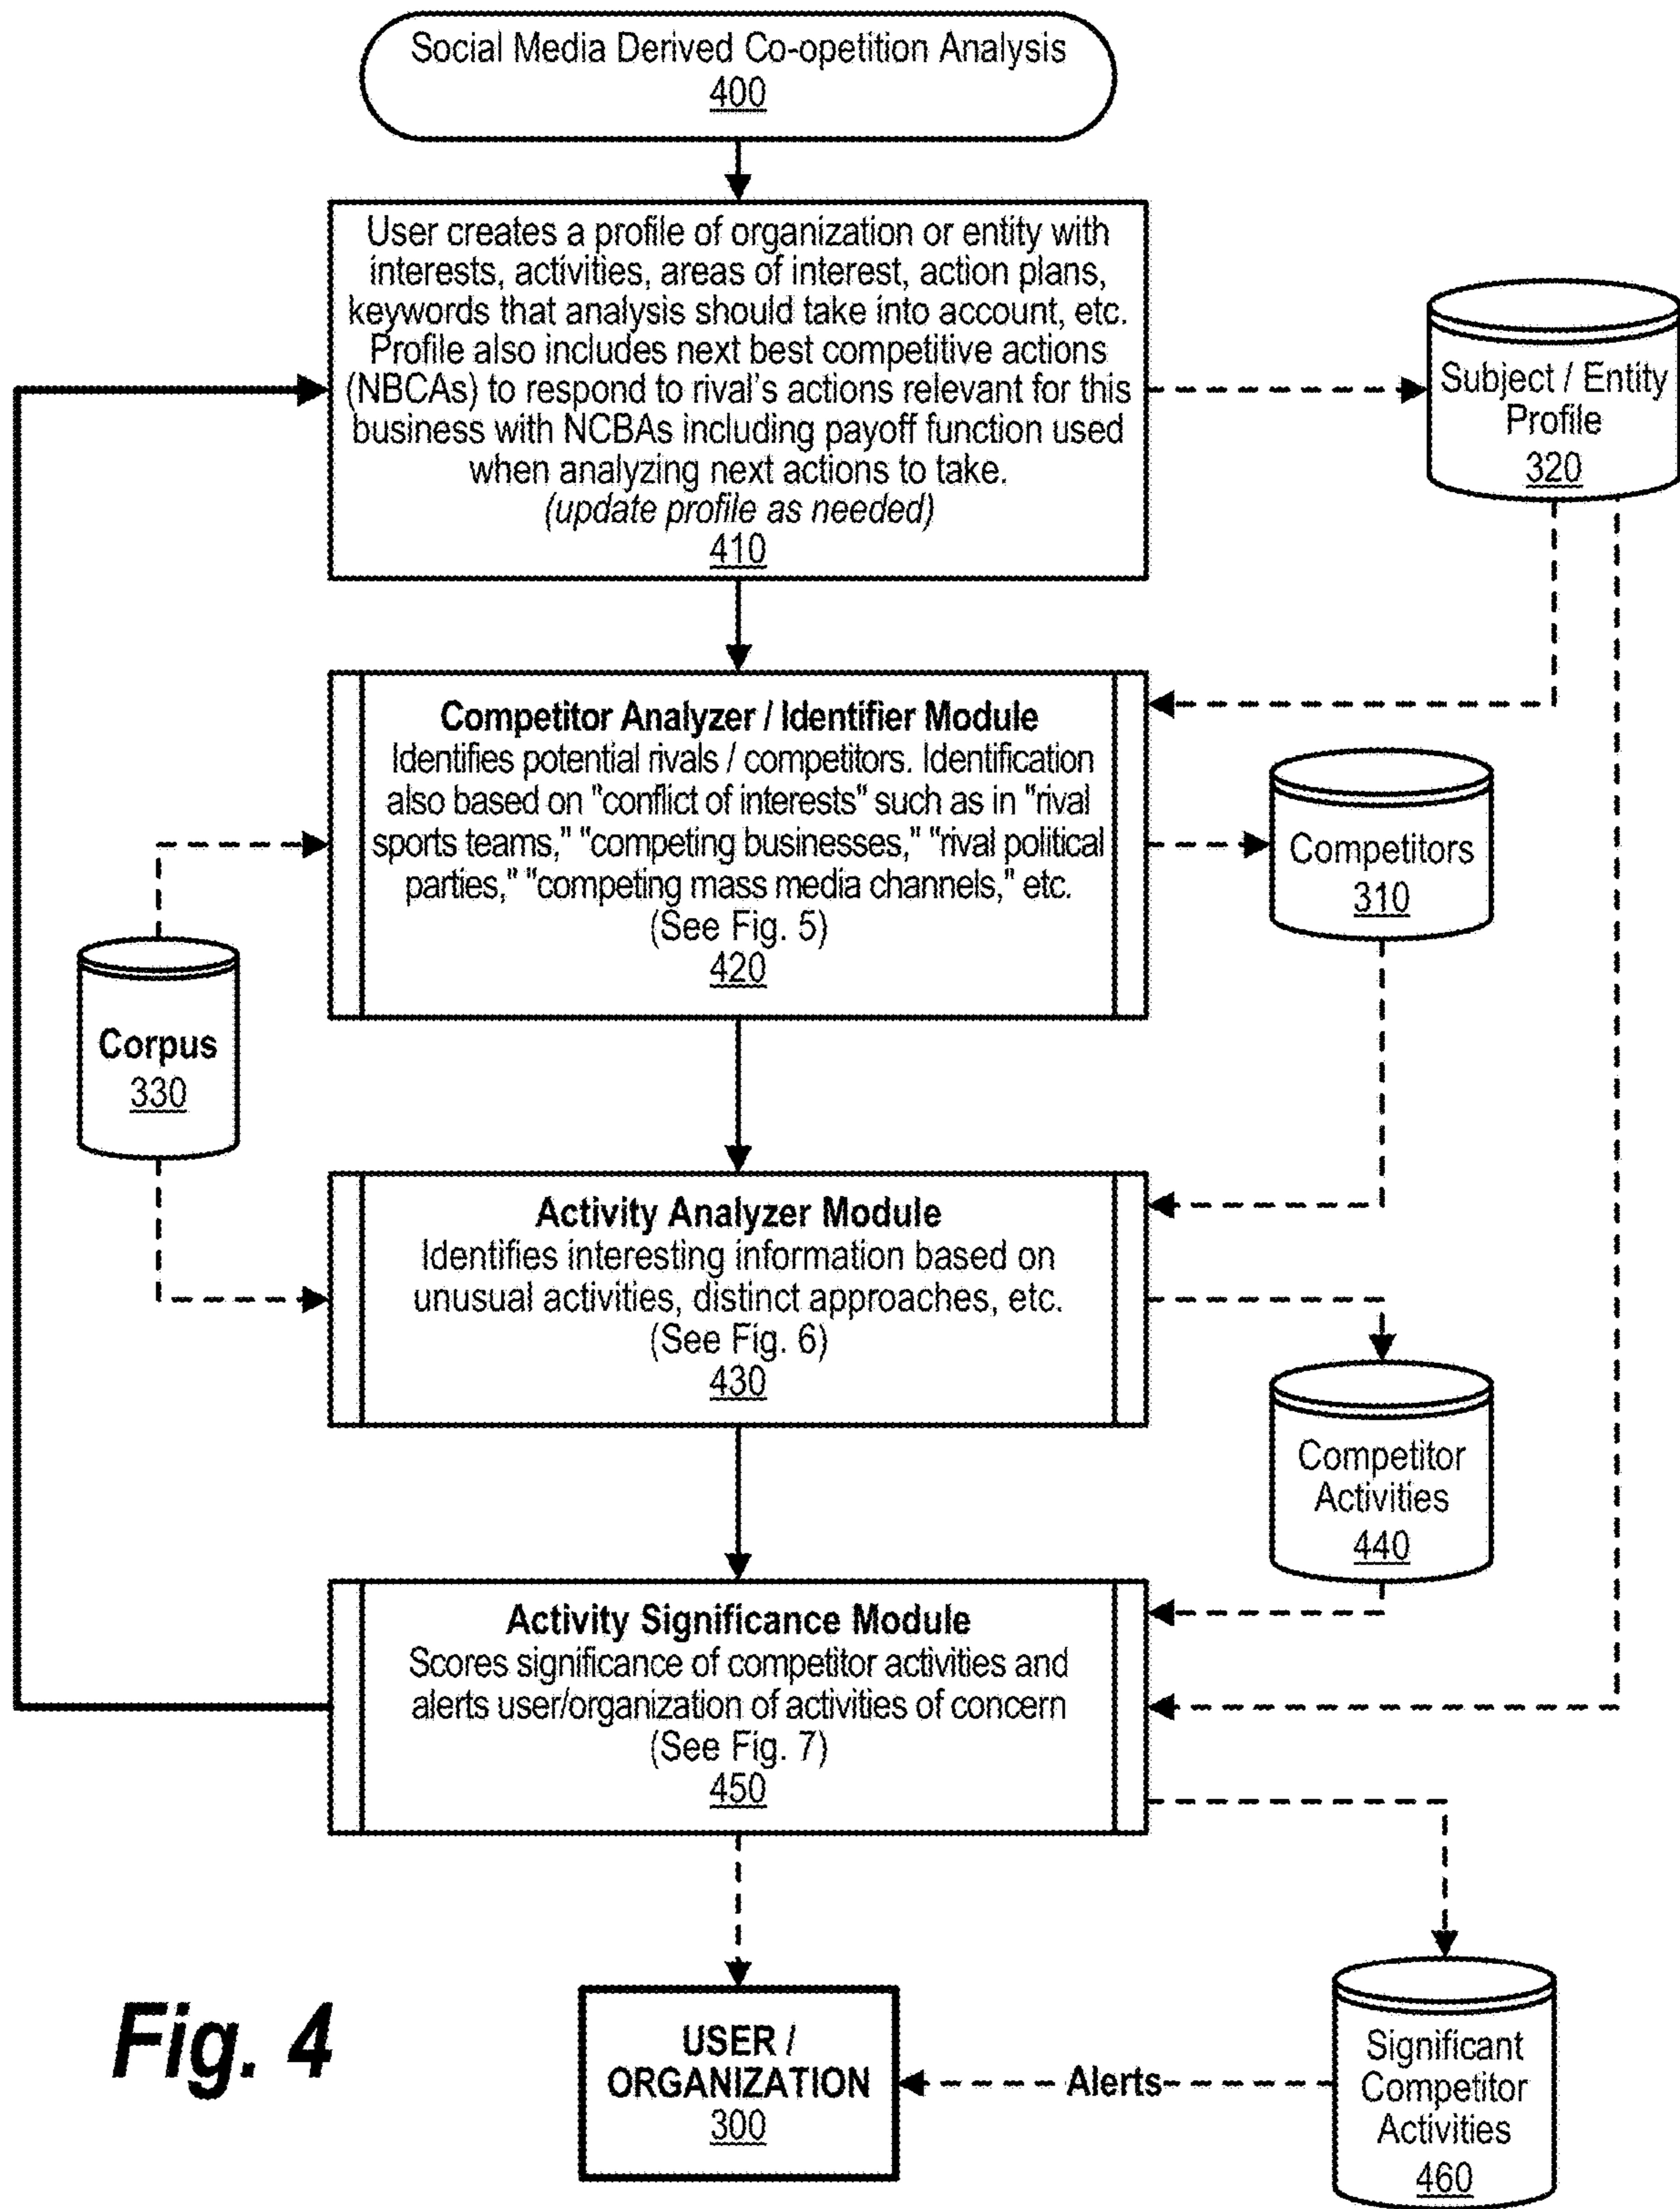 Social Media Derived Co-opetition Analysis
400
User creates a profile of organization or entity with
interests, activities, areas of interest, action plans,
keywords that analysis should take into account, etc.
Profile also includes next best competitive actions
(NBCAs) to respond to rival's actions relevant for this
business with NCBAs including payoff function used
when analyzing next actions to take.
(update profile as needed)
410
Subject / Entity
Profile
320
Competitor Analyzer / Identifier Module
Identifies potential rivals / competitors. Identification
also based on "conflict of interests" such as in "rival
sports teams," "competing businesses," "rival political
parties," "competing mass media channels," etc.
(See Fig. 5)
420
Competitors
310
Corpus
330
Activity Analyzer Module
Identifies interesting information based on
unusual activities, distinct approaches, etc.
(See Fig. 6)
430
Competitor
Activities
440
Activity Significance Module
Scores significance of competitor activities and
alerts user/organization of activities of concern
(See Fig. 7)
450
USER /
ORGANIZATION
300
Alerts
Significant
Competitor
Activities
460
Fig. 4